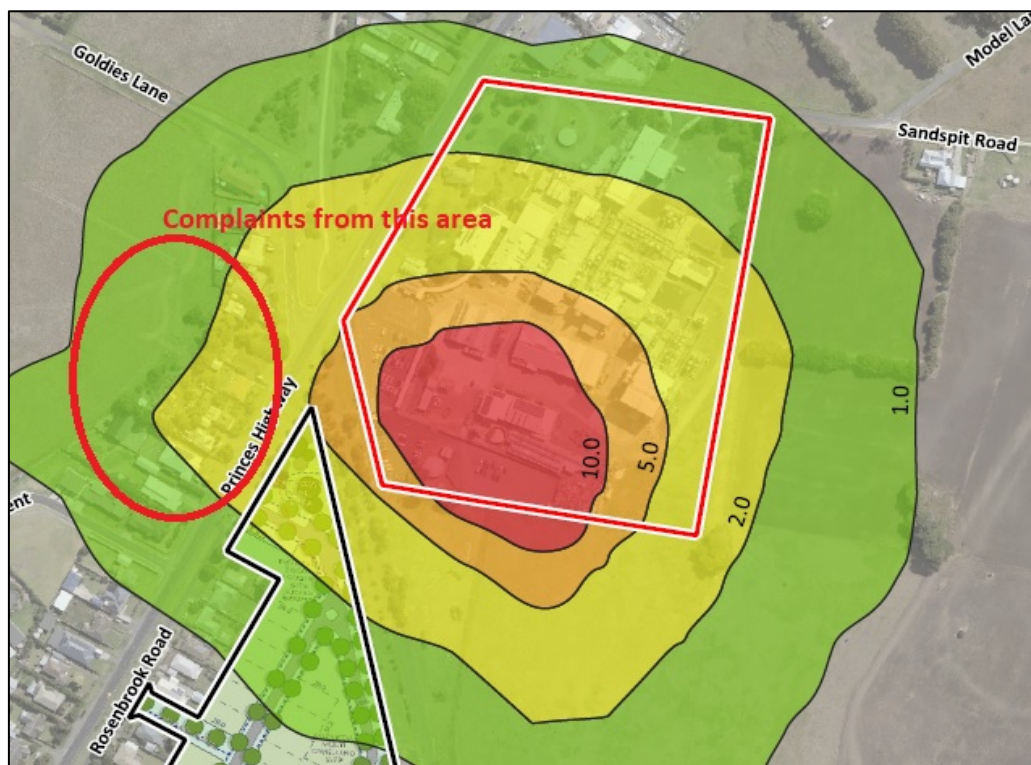 Goldies Lane
Model La
Sandspit Road
Complaints from this area
Princes Highway
1.0
5.0
10.0
2.0
ent
Rosenbrook Road